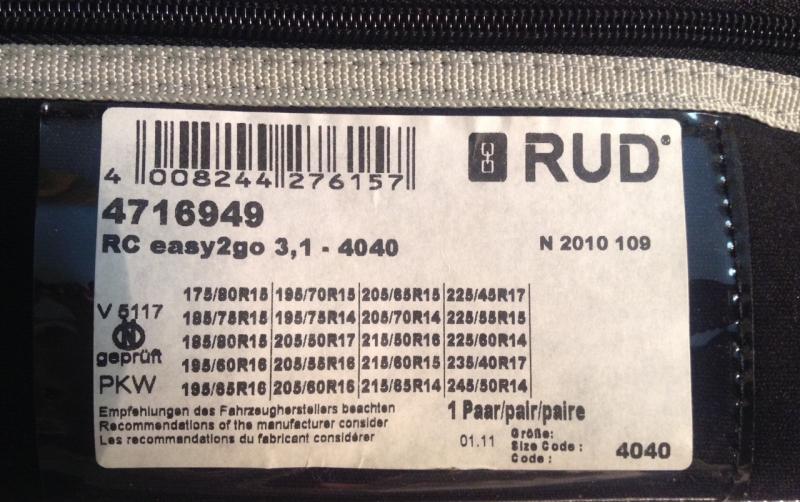 RUD®
4 008244 276157
4716949
RC easy2go 3,1 - 4040
N 2010 109
V 5117
geprüft
PKW
175/80R15 195/70R15 205/65R15 225/45R17
185/75R15 195/75R14 205/70R14 225/55R15
185/80R15 205/50R17 215/50R16 225/60R14
195/60R16 205/55R16 215/60R15 235/40R17
195/65R16 205/60R16 215/65R14 245/50R14
Empfehlungen des Fahrzeugherstellers beachten
Recommendations of the manufacturer consider
Les recommendations du fabricant considérer
1 Paar/pair/paire
01.11
Größe:
Size Code :
Code :
4040